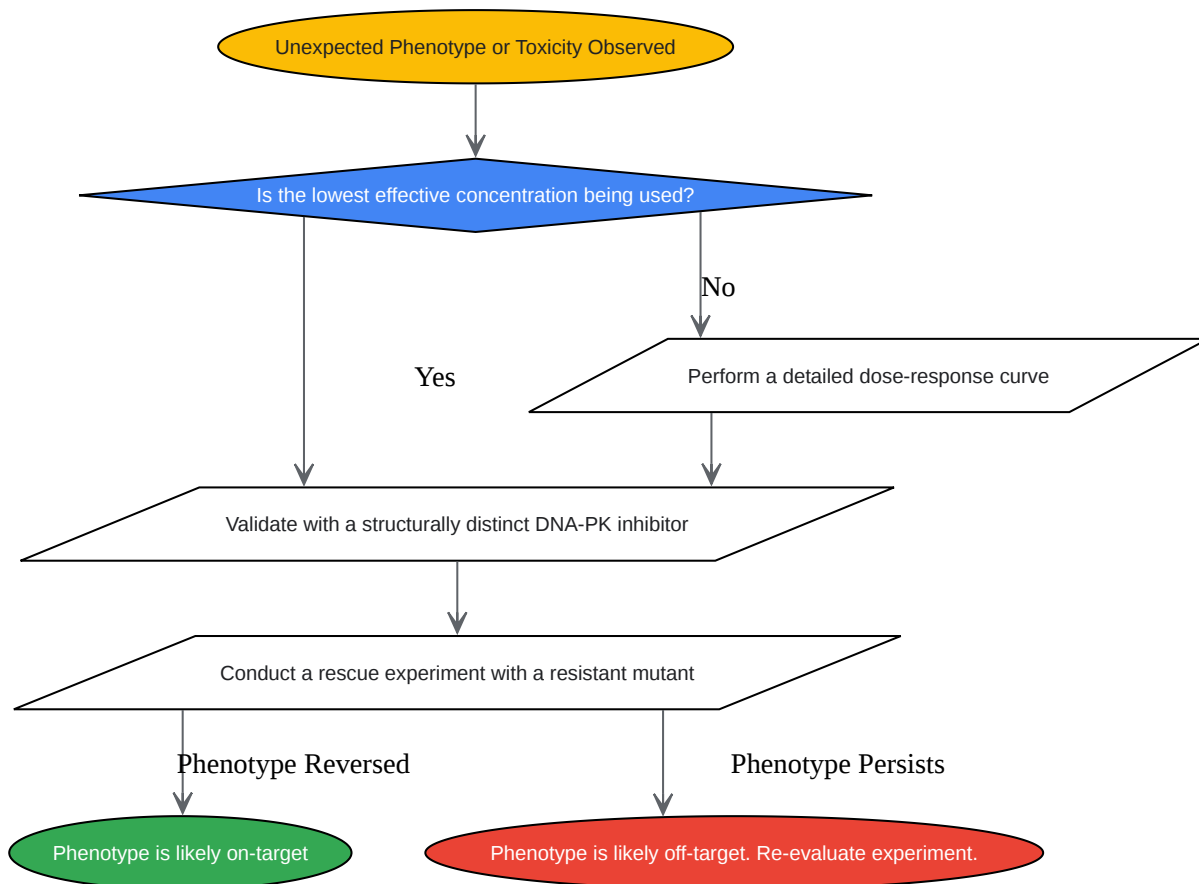 Unexpected Phenotype or Toxicity Observed
Is the lowest effective concentration being used?
No
Yes
Perform a detailed dose-response curve
Validate with a structurally distinct DNA-PK inhibitor
Conduct a rescue experiment with a resistant mutant
Phenotype Reversed
Phenotype Persists
Phenotype is likely on-target
Phenotype is likely off-target. Re-evaluate experiment.